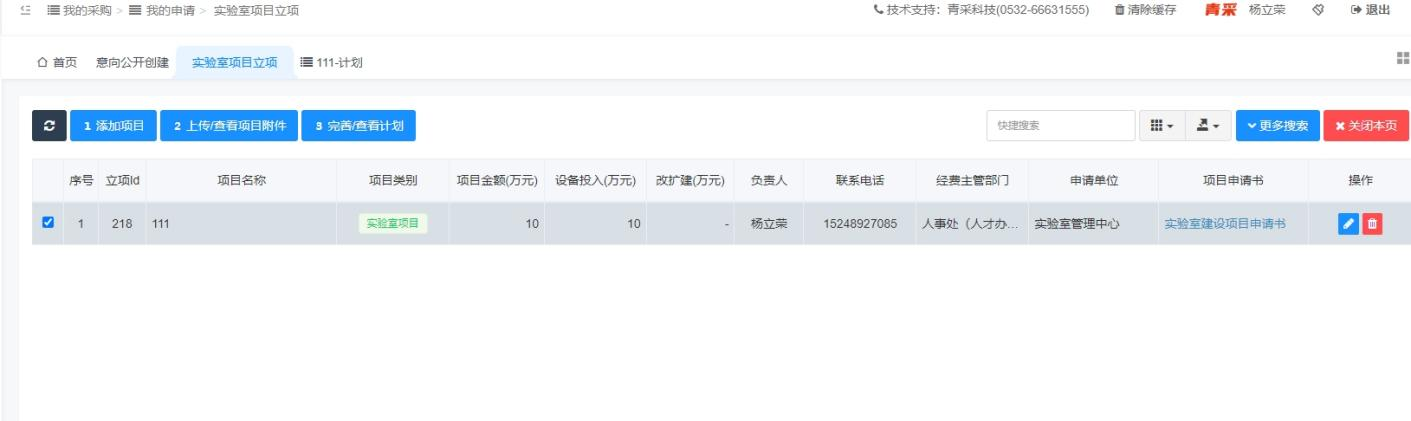 我的采购 > 我的申请 > 实验室项目立项 技术支持：青采科技(0532-66631555) 清除缓存 青采 杨立荣 退出
首页 意向公开创建 实验室项目立项 111-计划
1 添加项目 2 上传/查看项目附件 3 完善/查看计划 快捷搜索 更多搜索 关闭本页
序号 立项Id 项目名称 项目类别 项目金额(万元) 设备投入(万元) 改扩建(万元) 负责人 联系电话 经费主管部门 申请单位 项目申请书 操作
1 218 111 实验室项目 10 10 - 杨立荣 15248927085 人事处（人才办... 实验室管理中心 实验室建设项目申请书